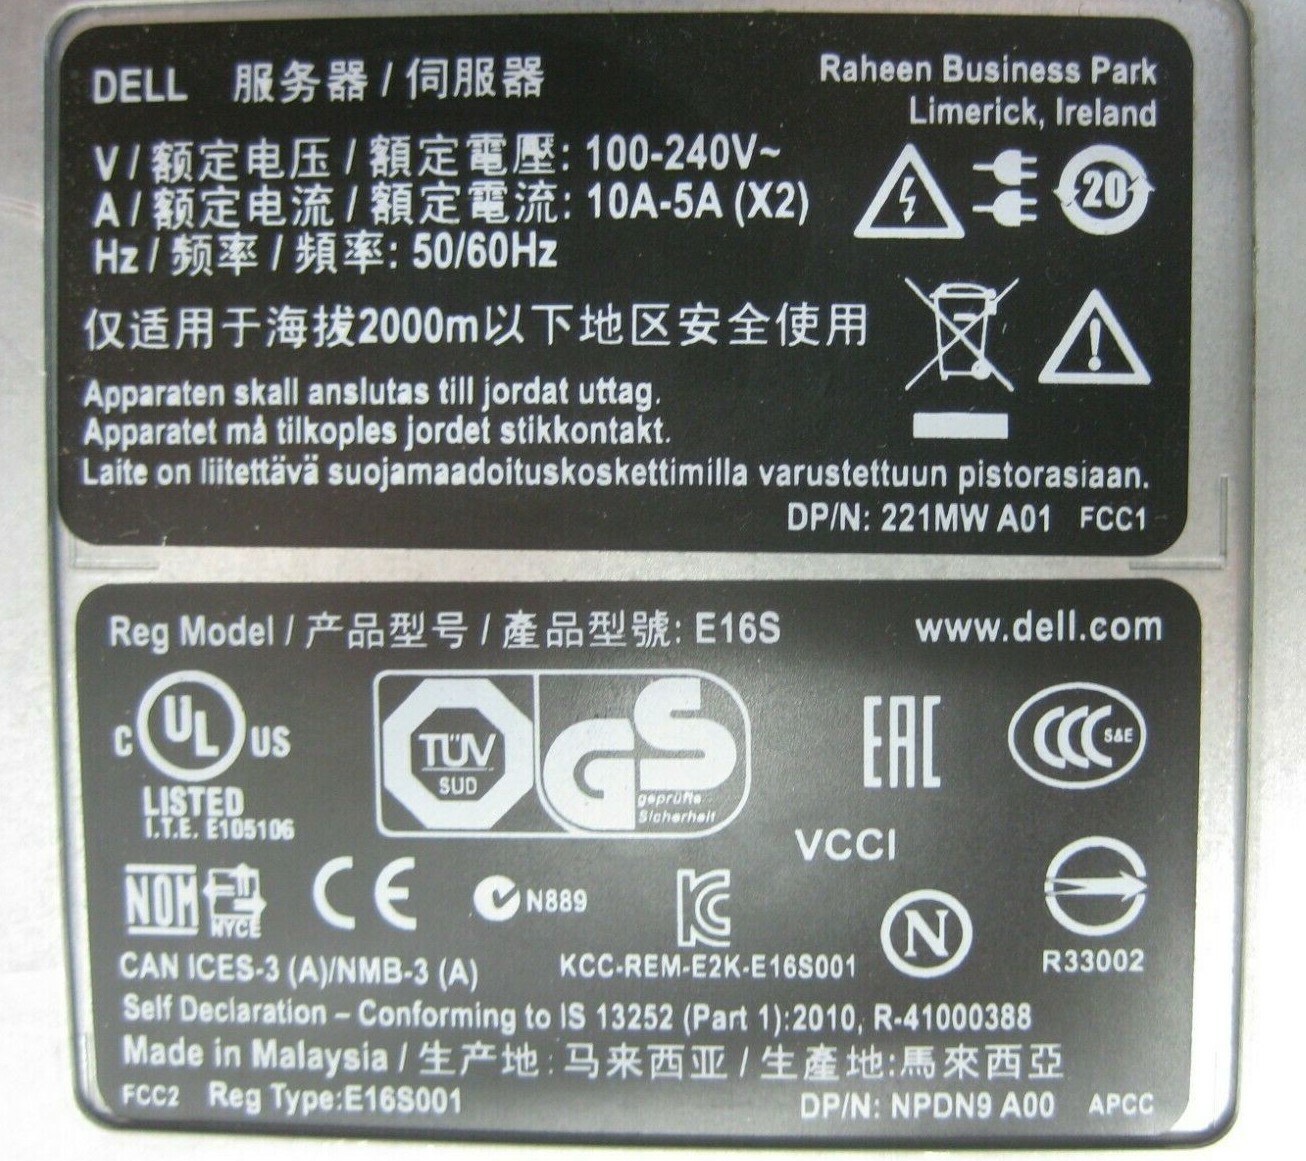 DELL 服务器 / 伺服器
Raheen Business Park
Limerick, Ireland
V / 额定电压 / 額定電壓: 100-240V~
A / 额定电流 / 額定電流: 10A-5A (X2)
Hz / 频率 / 頻率: 50/60Hz
20
仅适用于海拔2000m以下地区安全使用
Apparaten skall anslutas till jordat uttag.
Apparatet må tilkoples jordet stikkontakt.
Laite on liitettävä suojamaadoituskoskettimilla varustettuun pistorasiaan.
DP/N: 221MW A01 FCC1
Reg Model / 产品型号 / 產品型號: E16S
www.dell.com
C UL US
LISTED
I.T.E. E105106
TÜV
SUD
GS
geprüfte
Sicherheit
EAC
CCC S&E
VCCI
NOM NYCE
CE
N889
KC
N
R33002
CAN ICES-3 (A)/NMB-3 (A)
KCC-REM-E2K-E16S001
Self Declaration – Conforming to IS 13252 (Part 1):2010, R-41000388
Made in Malaysia / 生产地: 马来西亚 / 生產地:馬來西亞
FCC2 Reg Type:E16S001
DP/N: NPDN9 A00 APCC